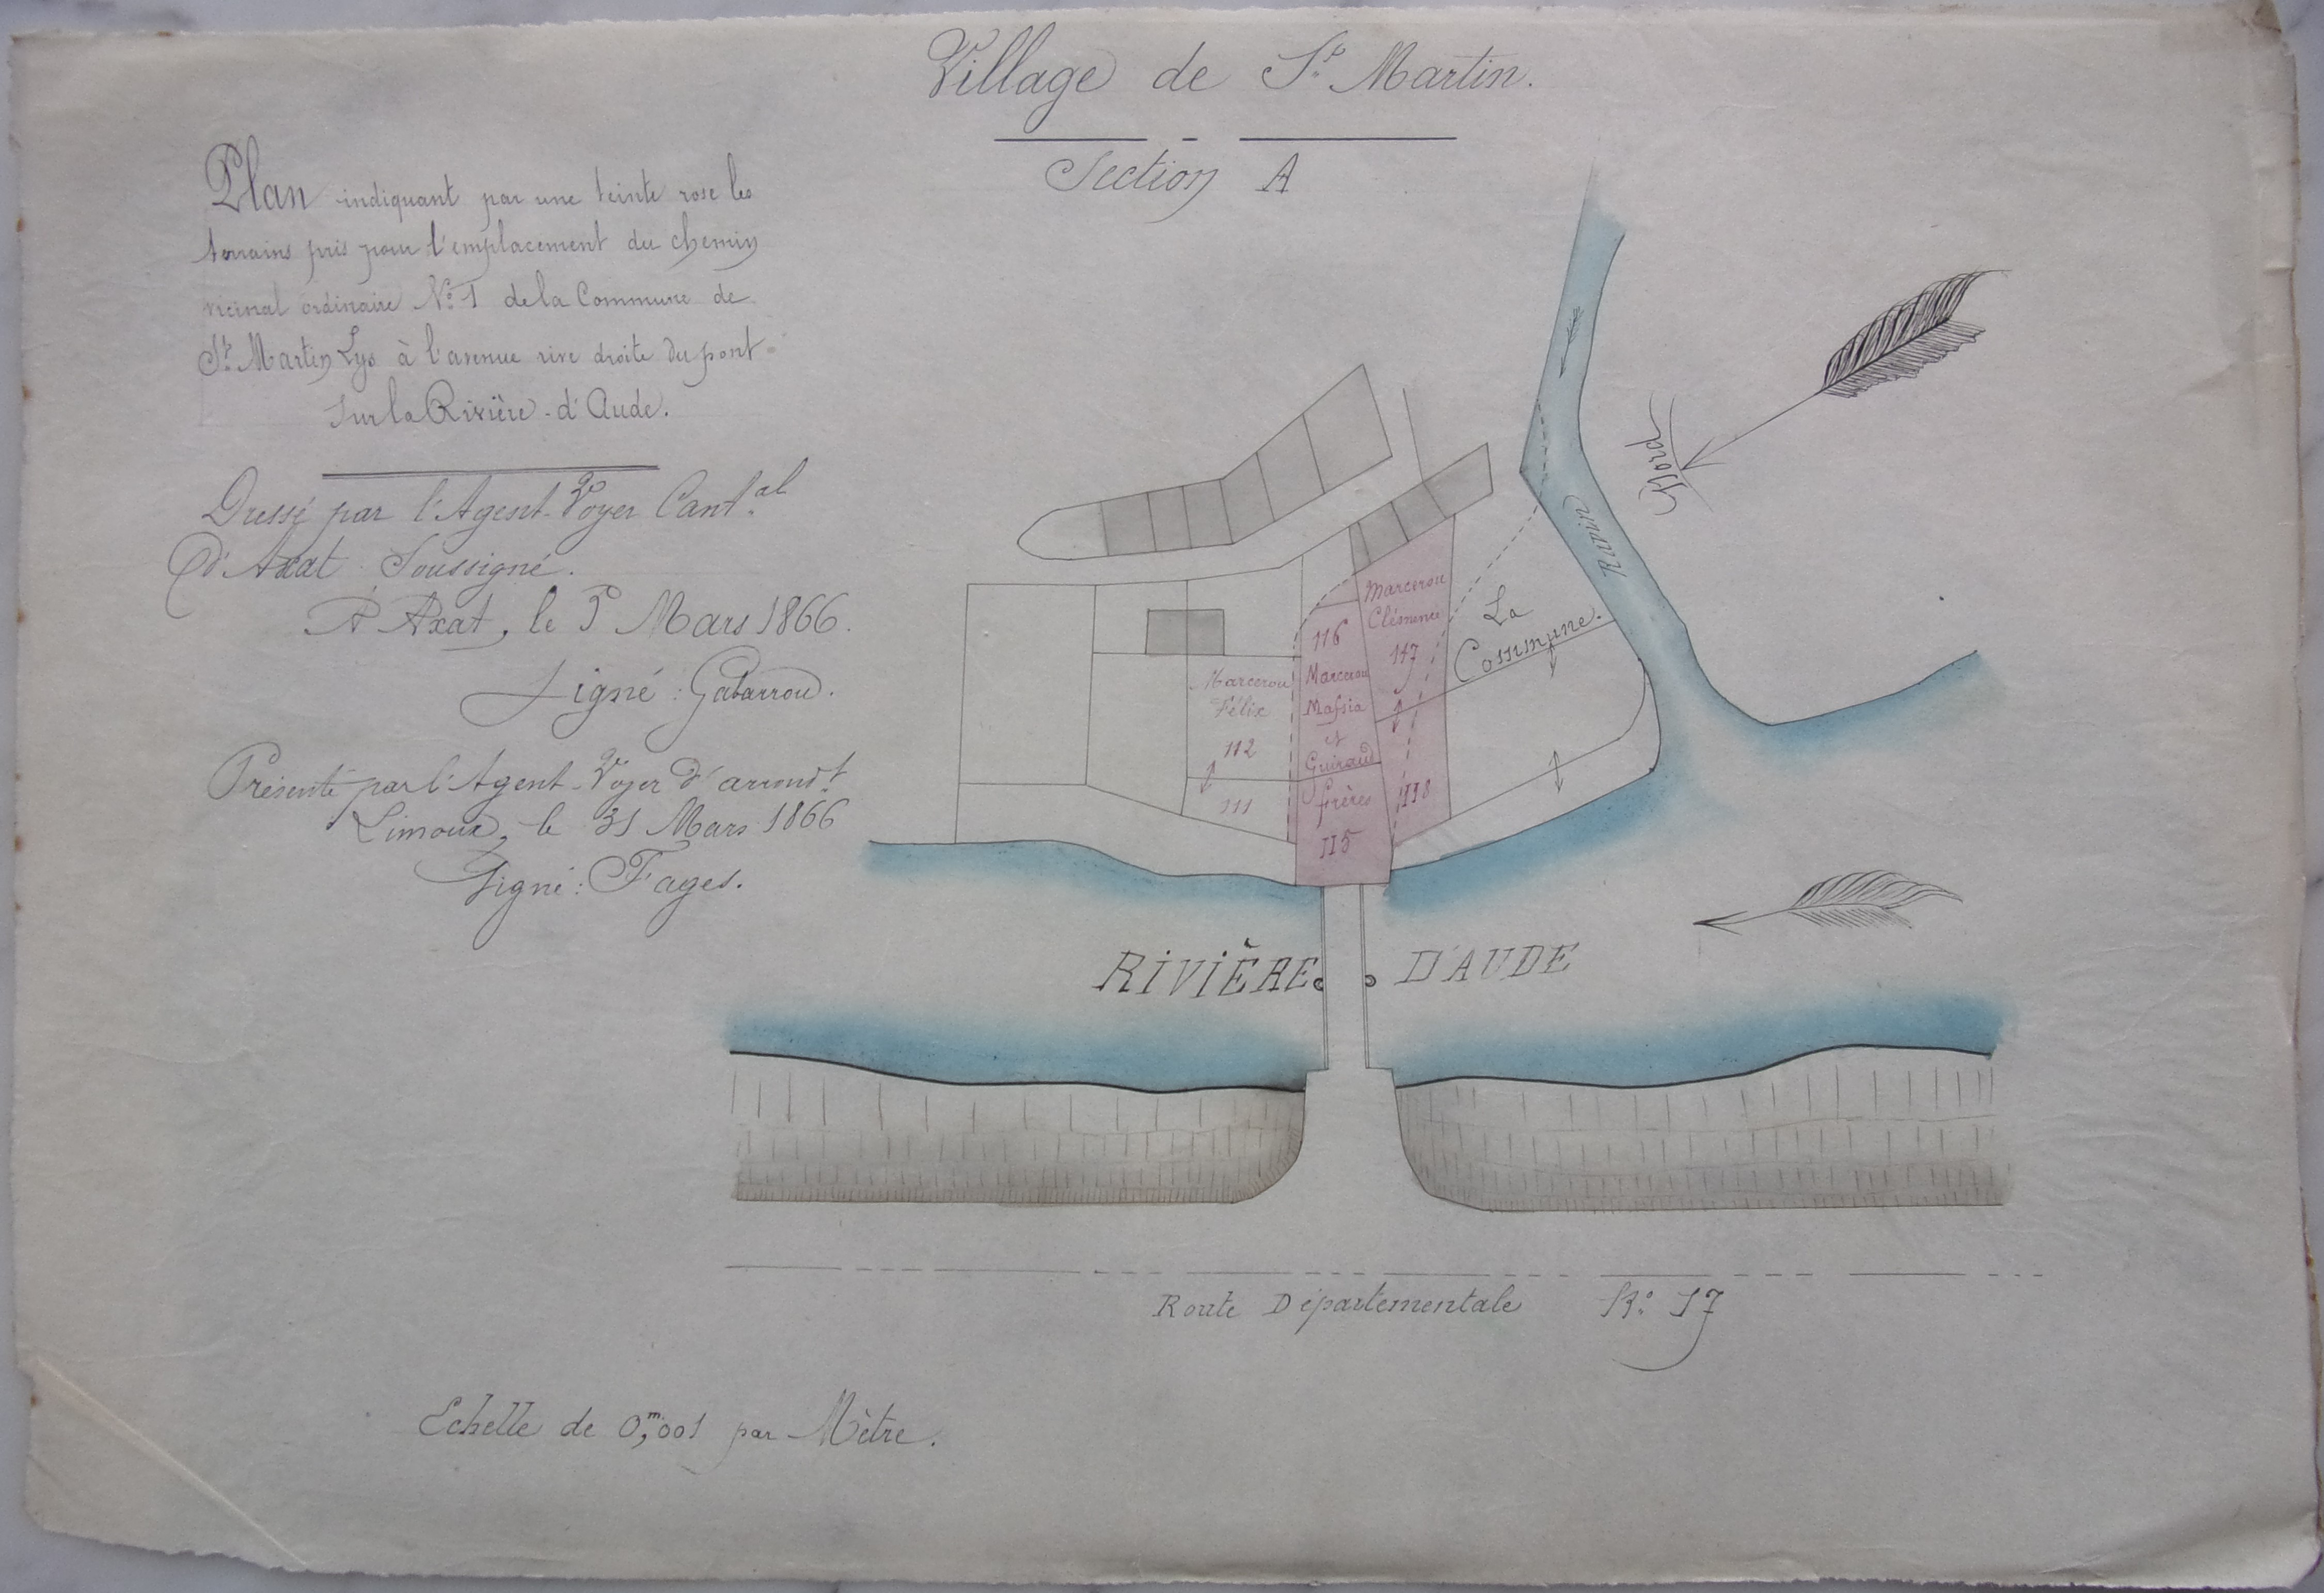 Village de S.t Martin.
Section A
Plan indiquant par une teinte rose les
terrains pris pour l'emplacement du chemin
vicinal ordinaire N.o 1 de la Commune de
S.t Martin Lys à l'avenue rive droite du pont
sur la Rivière d'Aude.
Dressé par l'Agent-Voyer Cant.al
d'Axat Soussigné.
A Axat, le 5 Mars 1866.
Signé : Gabarrou.
Présenté par l'Agent-Voyer d'arrond.t
Limoux, le 31 Mars 1866
Signé : Fages.
Nord
Ravin
La
Commune.
Marcerou
Clémence
117
118
116
Marcerou
Massia
et
Guiraud
frères
115
Marcerou
Félix
112
111
RIVIÈRE D'AUDE
Route Départementale N.o 17
Echelle de 0,m001 par Mètre.